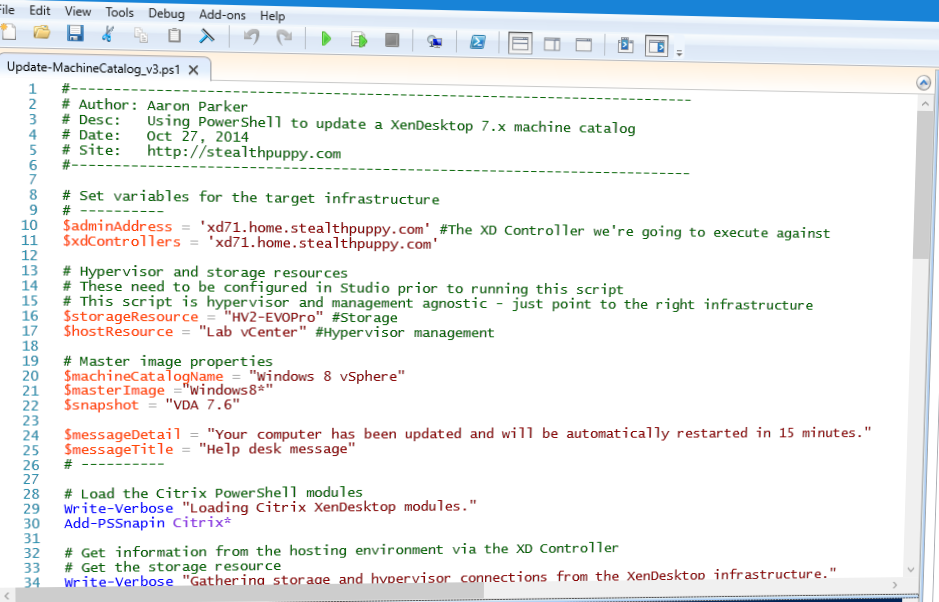 File Edit View Tools Debug Add-ons Help
Update-MachineCatalog_v3.ps1
1 #--------------------------------------------------------------------------
2 # Author: Aaron Parker
3 # Desc:   Using PowerShell to update a XenDesktop 7.x machine catalog
4 # Date:   Oct 27, 2014
5 # Site:   http://stealthpuppy.com
6 #--------------------------------------------------------------------------
7
8 # Set variables for the target infrastructure
9 # ----------
10 $adminAddress = 'xd71.home.stealthpuppy.com' #The XD Controller we're going to execute against
11 $xdControllers = 'xd71.home.stealthpuppy.com'
12
13 # Hypervisor and storage resources
14 # These need to be configured in Studio prior to running this script
15 # This script is hypervisor and management agnostic - just point to the right infrastructure
16 $storageResource = "HV2-EVOPro" #Storage
17 $hostResource = "Lab vCenter" #Hypervisor management
18
19 # Master image properties
20 $machineCatalogName = "Windows 8 vSphere"
21 $masterImage ="Windows8*"
22 $snapshot = "VDA 7.6"
23
24 $messageDetail = "Your computer has been updated and will be automatically restarted in 15 minutes."
25 $messageTitle = "Help desk message"
26 # ----------
27
28 # Load the Citrix PowerShell modules
29 Write-Verbose "Loading Citrix XenDesktop modules."
30 Add-PSSnapin Citrix*
31
32 # Get information from the hosting environment via the XD Controller
33 # Get the storage resource
34 Write-Verbose "Gathering storage and hypervisor connections from the XenDesktop infrastructure."